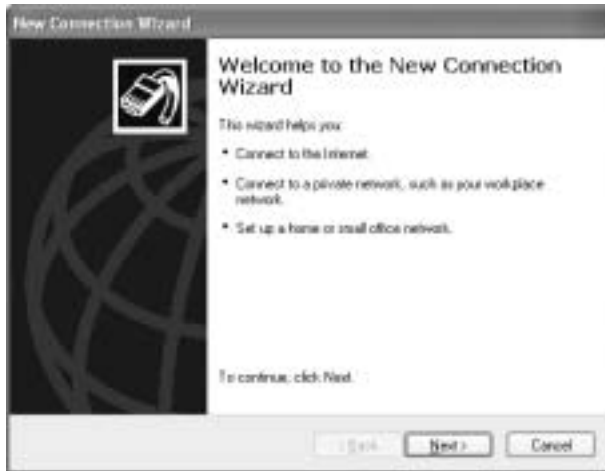 New Connection Wizard
Welcome to the New Connection
Wizard
This wizard helps you:
• Connect to the Internet.
• Connect to a private network, such as your workplace
network.
• Set up a home or small office network.
To continue, click Next.
< Back
Next >
Cancel